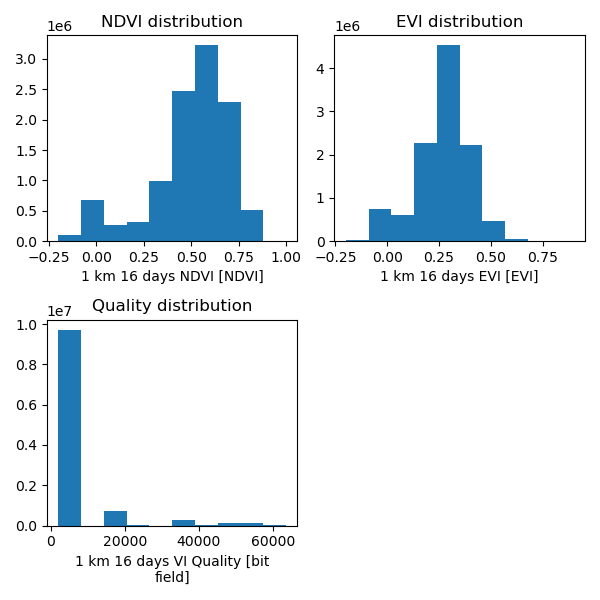 NDVI distribution
1e6
3.0
2.5
2.0
1.5
1.0
0.5
0.0
−0.25 0.00 0.25 0.50 0.75 1.00
1 km 16 days NDVI [NDVI]
EVI distribution
1e6
4
3
2
1
0
−0.25 0.00 0.25 0.50 0.75
1 km 16 days EVI [EVI]
Quality distribution
1e7
1.0
0.8
0.6
0.4
0.2
0.0
0 20000 40000 60000
1 km 16 days VI Quality [bit
field]